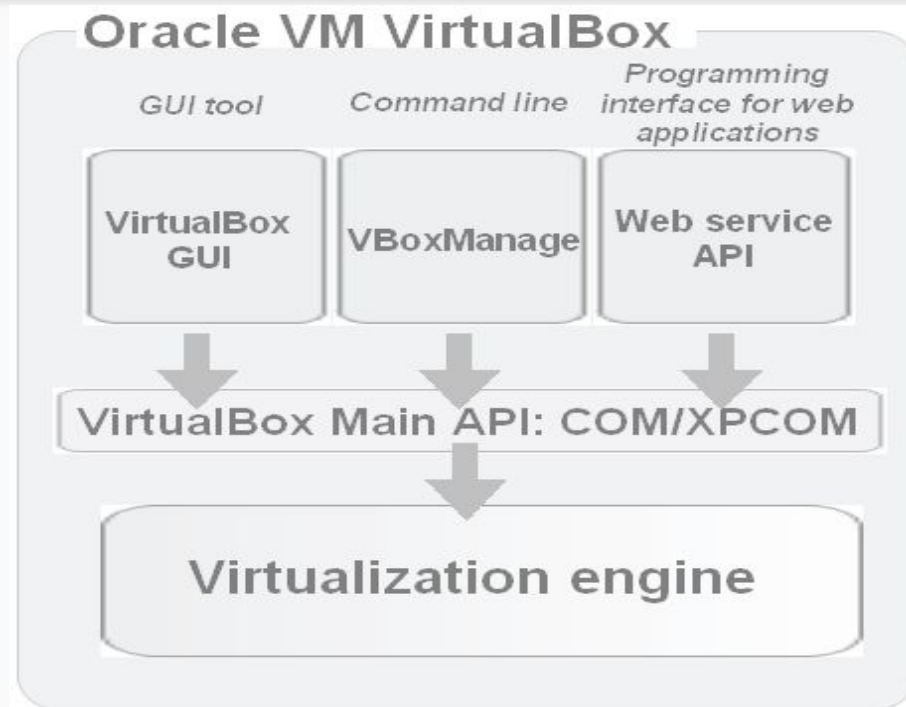 Oracle VM VirtualBox
GUI tool
Command line
Programming
interface for web
applications
VirtualBox
GUI
VBoxManage
Web service
API
VirtualBox Main API: COM/XPCOM
Virtualization engine